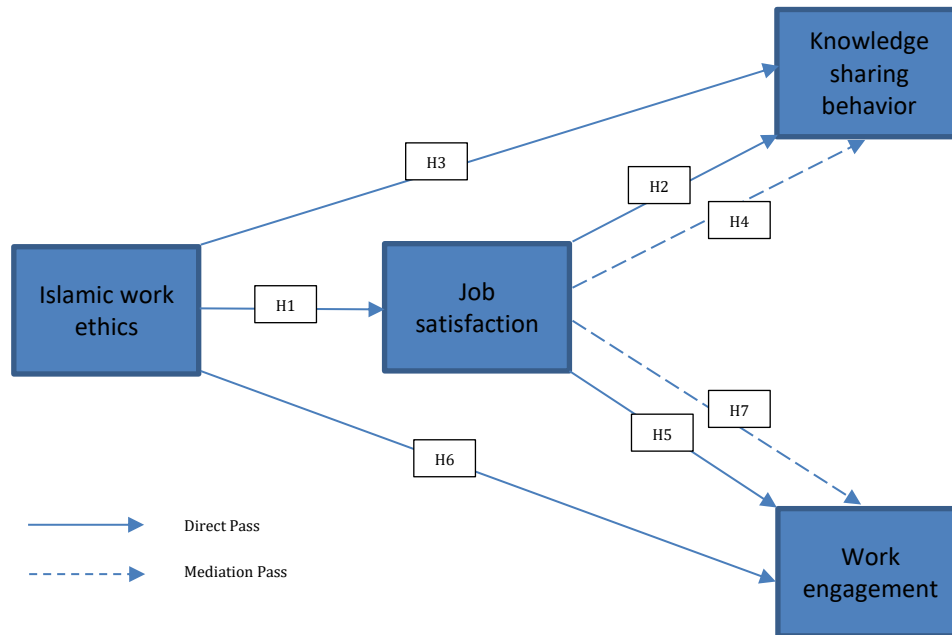 Knowledge
sharing
behavior
H3
H2
H4
Islamic work
ethics
H1
Job
satisfaction
H7
H5
H6
Direct Pass
Mediation Pass
Work
engagement